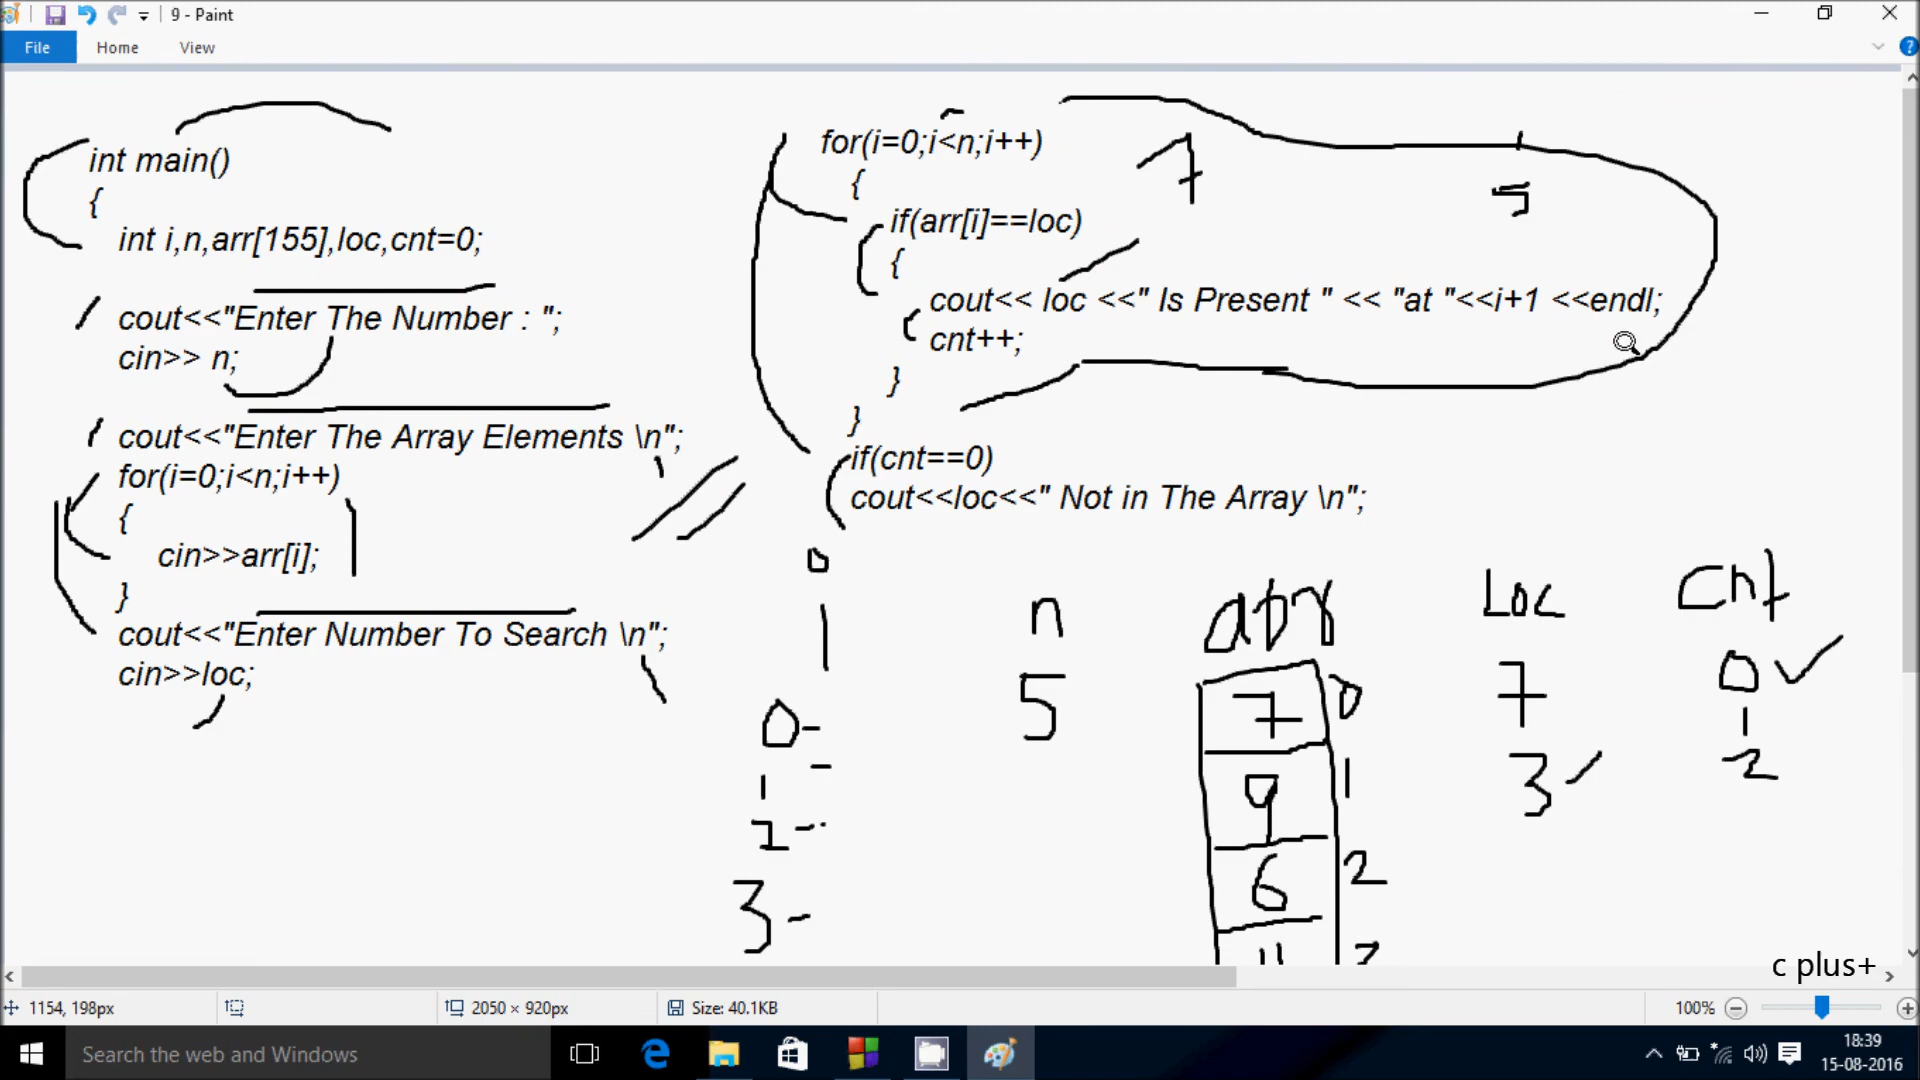 9 - Paint
File Home View
int main()
{
int i,n,arr[155],loc,cnt=0;
cout<<"Enter The Number : ";
cin>> n;
cout<<"Enter The Array Elements \n";
for(i=0;i<n;i++)
{
cin>>arr[i];
}
cout<<"Enter Number To Search \n";
cin>>loc;
for(i=0;i<n;i++)
{
if(arr[i]==loc)
{
cout<< loc <<" Is Present " << "at "<<i+1 <<endl;
cnt++;
}
}
if(cnt==0)
cout<<loc<<" Not in The Array \n";
7
5
0
1
0-
1
2-
3-
n
5
arr
7 0
9 1
6 2
Loc
7
3
Cnt
0
1
2
c plus+
1154, 198px
2050 × 920px
Size: 40.1KB
100%
Search the web and Windows
18:39
15-08-2016